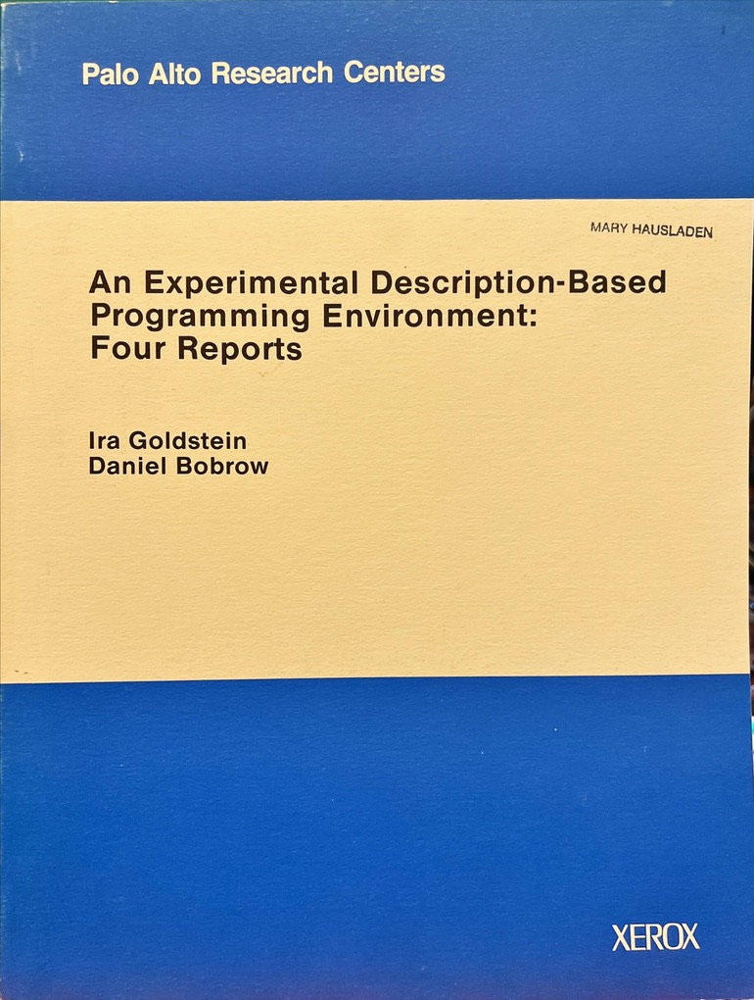 Palo Alto Research Centers
MARY HAUSLADEN
An Experimental Description-Based
Programming Environment:
Four Reports
Ira Goldstein
Daniel Bobrow
XEROX